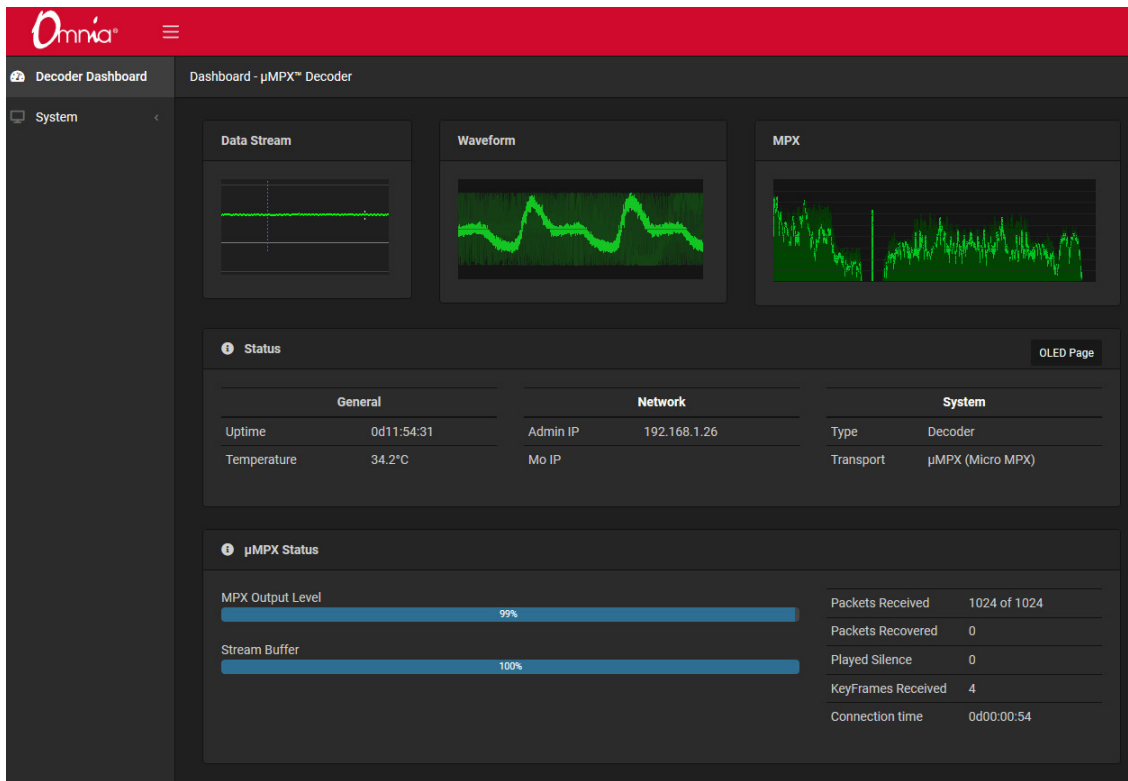 Omnia®
Decoder Dashboard
System
Dashboard - µMPX™ Decoder
Data Stream
Waveform
MPX
Status
OLED Page
General
Uptime 0d11:54:31
Temperature 34.2°C
Network
Admin IP 192.168.1.26
Mo IP
System
Type Decoder
Transport µMPX (Micro MPX)
µMPX Status
MPX Output Level
99%
Stream Buffer
100%
Packets Received 1024 of 1024
Packets Recovered 0
Played Silence 0
KeyFrames Received 4
Connection time 0d00:00:54